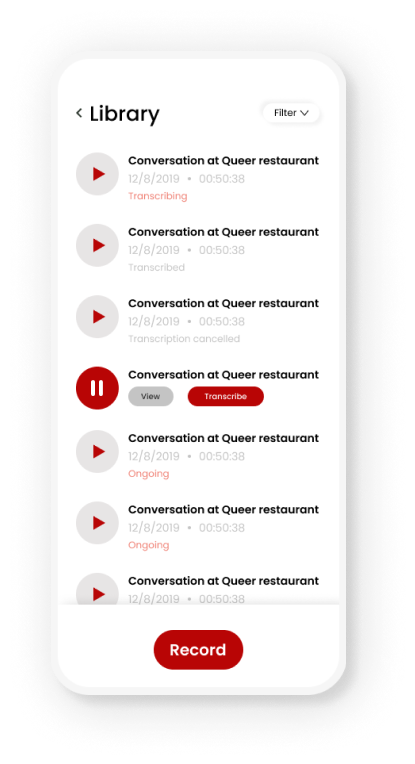 Library
Filter
Conversation at Queer restaurant
12/8/2019 • 00:50:38
Transcribing
Conversation at Queer restaurant
12/8/2019 • 00:50:38
Transcribed
Conversation at Queer restaurant
12/8/2019 • 00:50:38
Transcription cancelled
Conversation at Queer restaurant
View Transcribe
Conversation at Queer restaurant
12/8/2019 • 00:50:38
Ongoing
Conversation at Queer restaurant
12/8/2019 • 00:50:38
Ongoing
Conversation at Queer restaurant
12/8/2019 • 00:50:38
Record